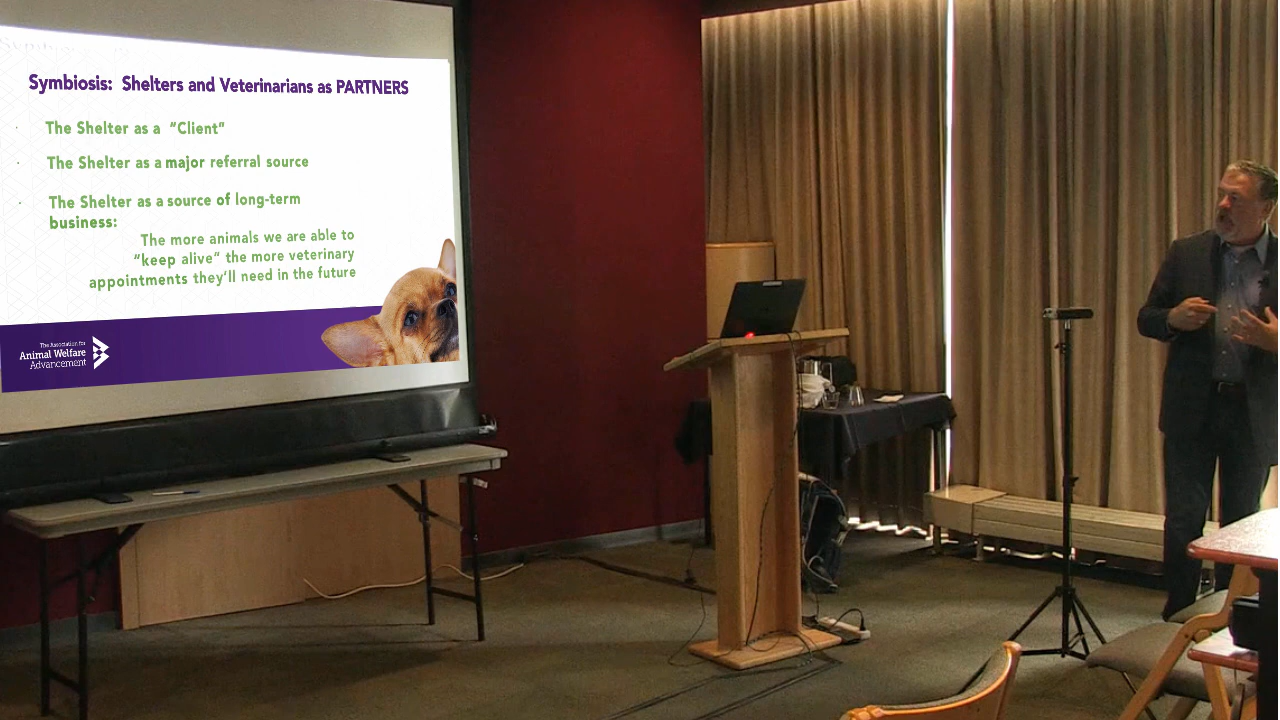 Symbiosis: Shelters and Veterinarians as PARTNERS
The Shelter as a "Client"
The Shelter as a major referral source
The Shelter as a source of long-term
business:
The more animals we are able to
"keep alive" the more veterinary
appointments they'll need in the future
The Association for
Animal Welfare
Advancement